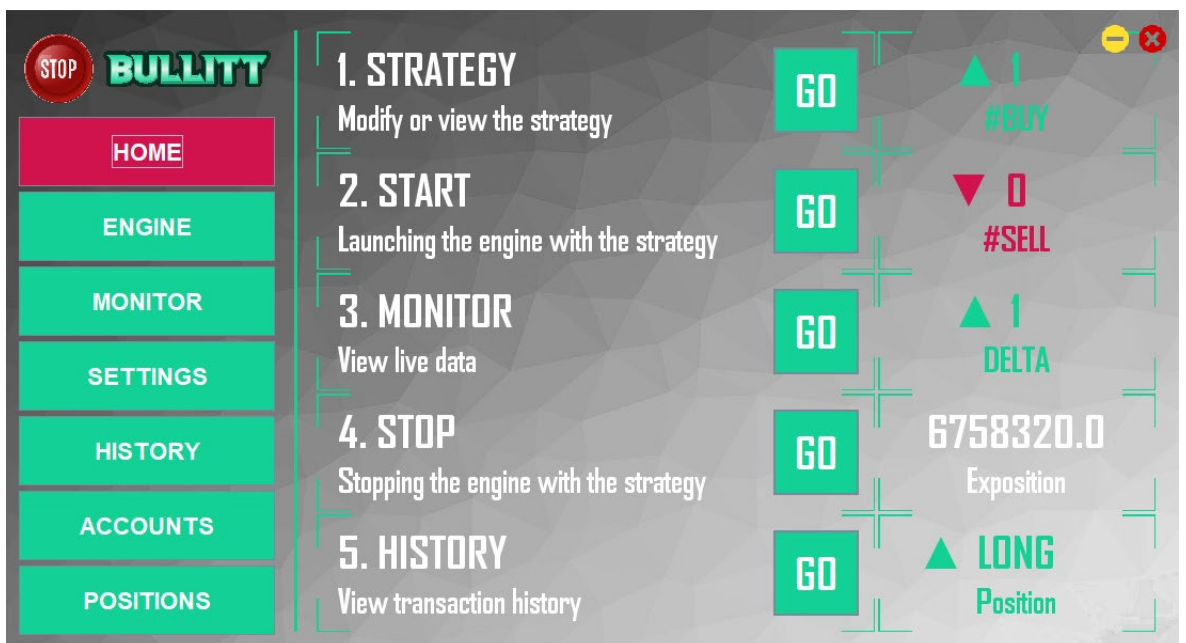 STOP
BULLITT
HOME
ENGINE
MONITOR
SETTINGS
HISTORY
ACCOUNTS
POSITIONS
1. STRATEGY
Modify or view the strategy
GO
2. START
Launching the engine with the strategy
GO
3. MONITOR
View live data
GO
4. STOP
Stopping the engine with the strategy
GO
5. HISTORY
View transaction history
GO
▲ 1
#BUY
▼ 0
#SELL
▲ 1
DELTA
6758320.0
Exposition
▲ LONG
Position